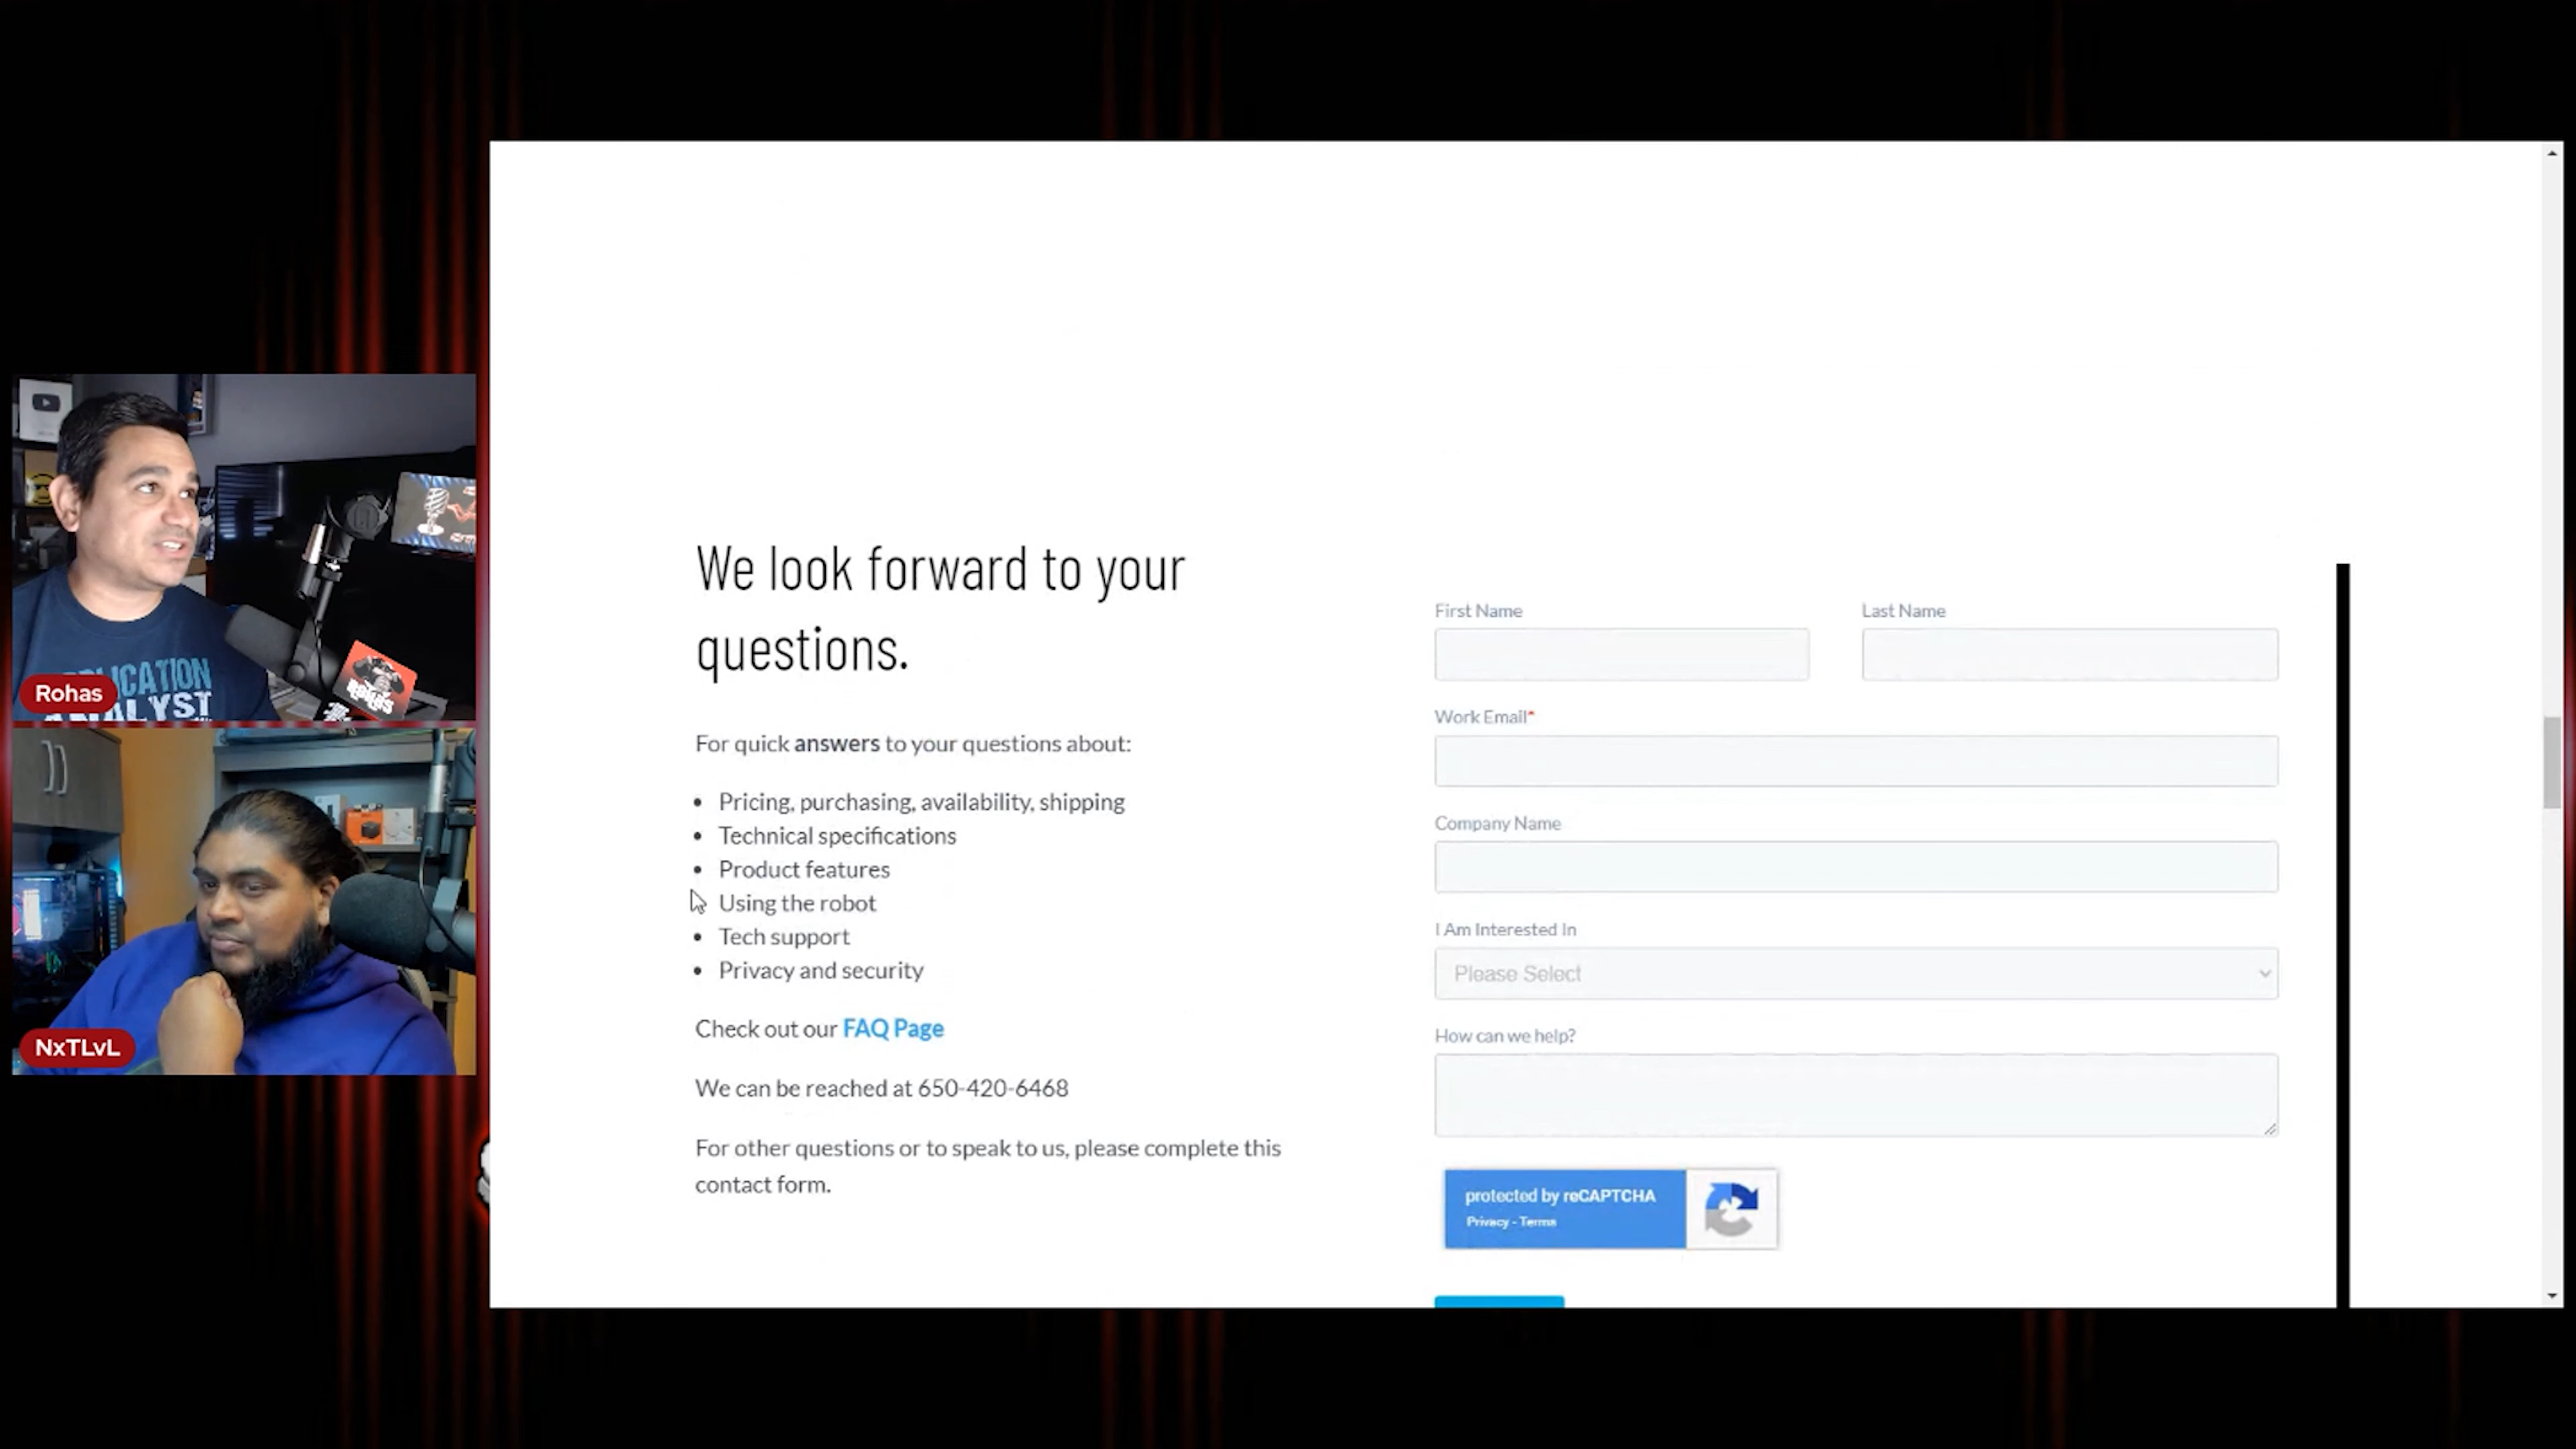 We look forward to your
questions.
For quick answers to your questions about:
Pricing, purchasing, availability, shipping
Technical specifications
Product features
Using the robot
Tech support
Privacy and security
Check out our FAQ Page
We can be reached at 650-420-6468
For other questions or to speak to us, please complete this
contact form.
First Name
Last Name
Work Email*
Company Name
I Am Interested In
Please Select
How can we help?
protected by reCAPTCHA
Privacy - Terms
Rohas
NxTLvL